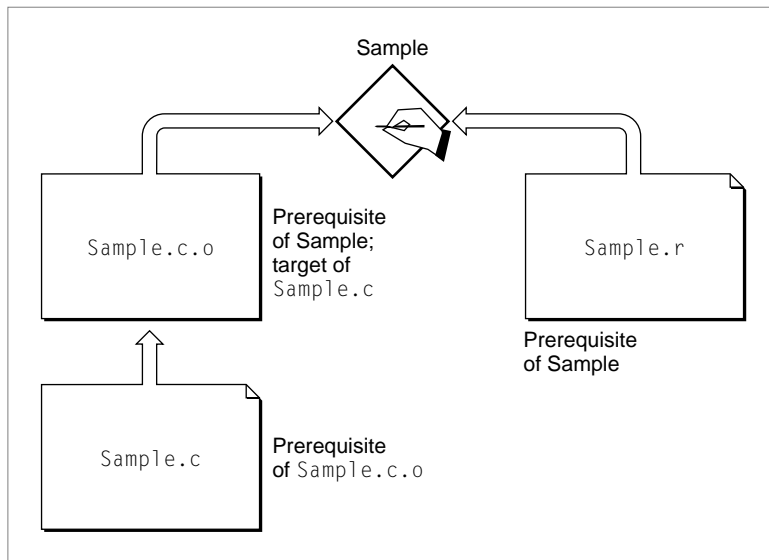 Sample
Sample.c.o
Prerequisite
of Sample;
target of
Sample.c
Sample.r
Prerequisite
of Sample
Sample.c
Prerequisite
of Sample.c.o